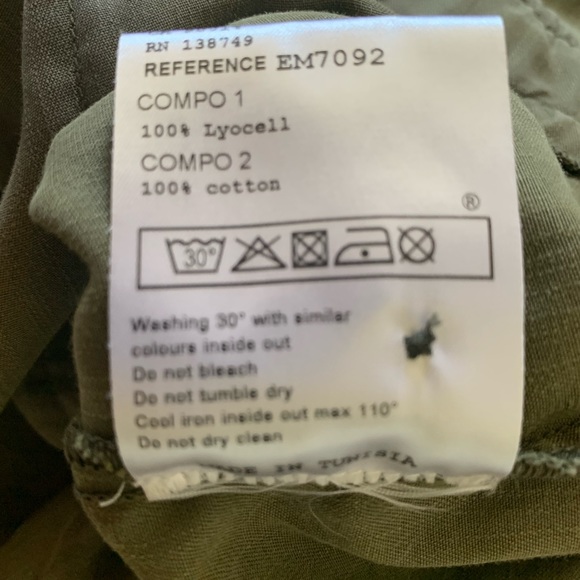 RN 138749
REFERENCE EM7092
COMPO 1
100% Lyocell
COMPO 2
100% cotton
®
30°
Washing 30° with similar
colours inside out
Do not bleach
Do not tumble dry
Cool iron inside out max 110°
Do not dry clean
MADE IN TUNISIA